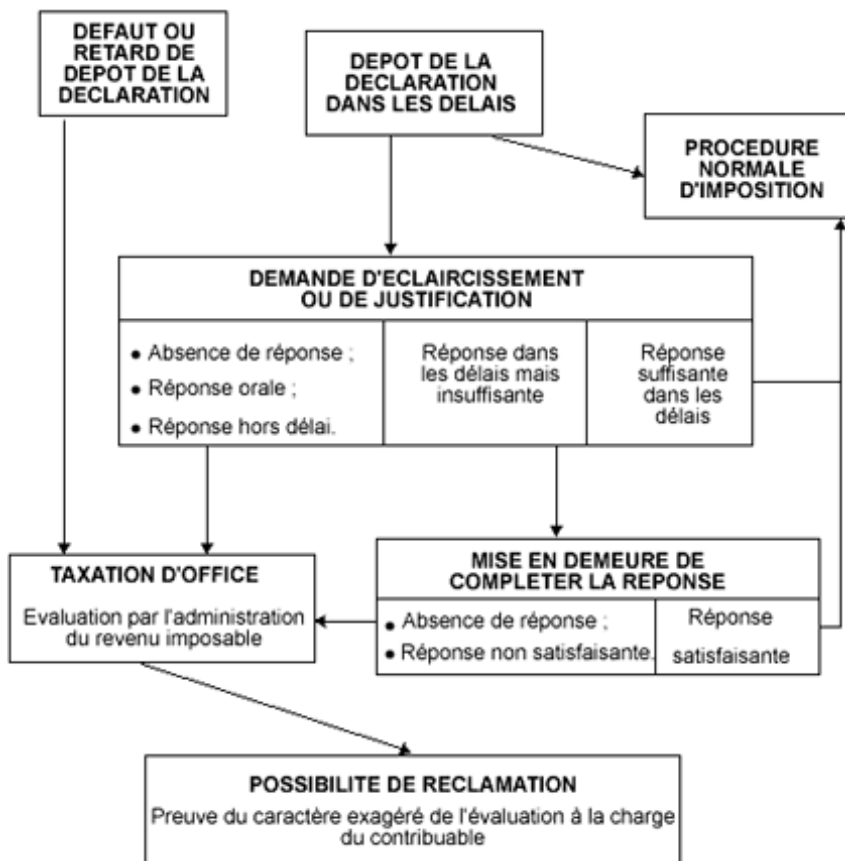 DEFAUT OU
RETARD DE
DEPOT DE LA
DECLARATION
DEPOT DE LA
DECLARATION
DANS LES DELAIS
PROCEDURE
NORMALE
D'IMPOSITION
DEMANDE D'ECLAIRCISSEMENT
OU DE JUSTIFICATION
• Absence de réponse ;
• Réponse orale ;
• Réponse hors délai.
Réponse dans
les délais mais
insuffisante
Réponse
suffisante
dans les
délais
TAXATION D'OFFICE
Evaluation par l'administration
du revenu imposable
MISE EN DEMEURE DE
COMPLETER LA REPONSE
• Absence de réponse ;
• Réponse non satisfaisante.
Réponse
satisfaisante
POSSIBILITE DE RECLAMATION
Preuve du caractère exagéré de l'évaluation à la charge
du contribuable